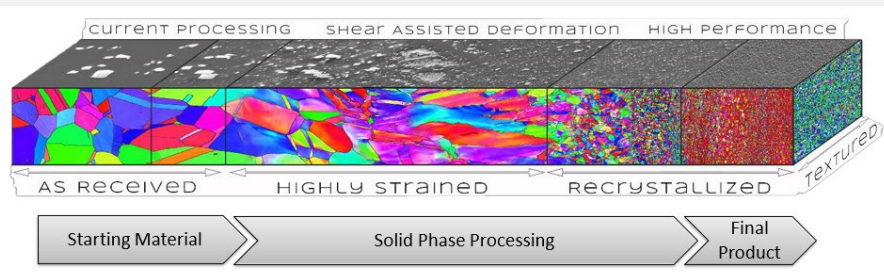 CURRENT PROCESSING SHEAR ASSISTED DEFORMATION HIGH PERFORMANCE
AS RECEIVED HIGHLY STRAINED RECRYSTALLIZED TEXTURED
Starting Material Solid Phase Processing Final
Product